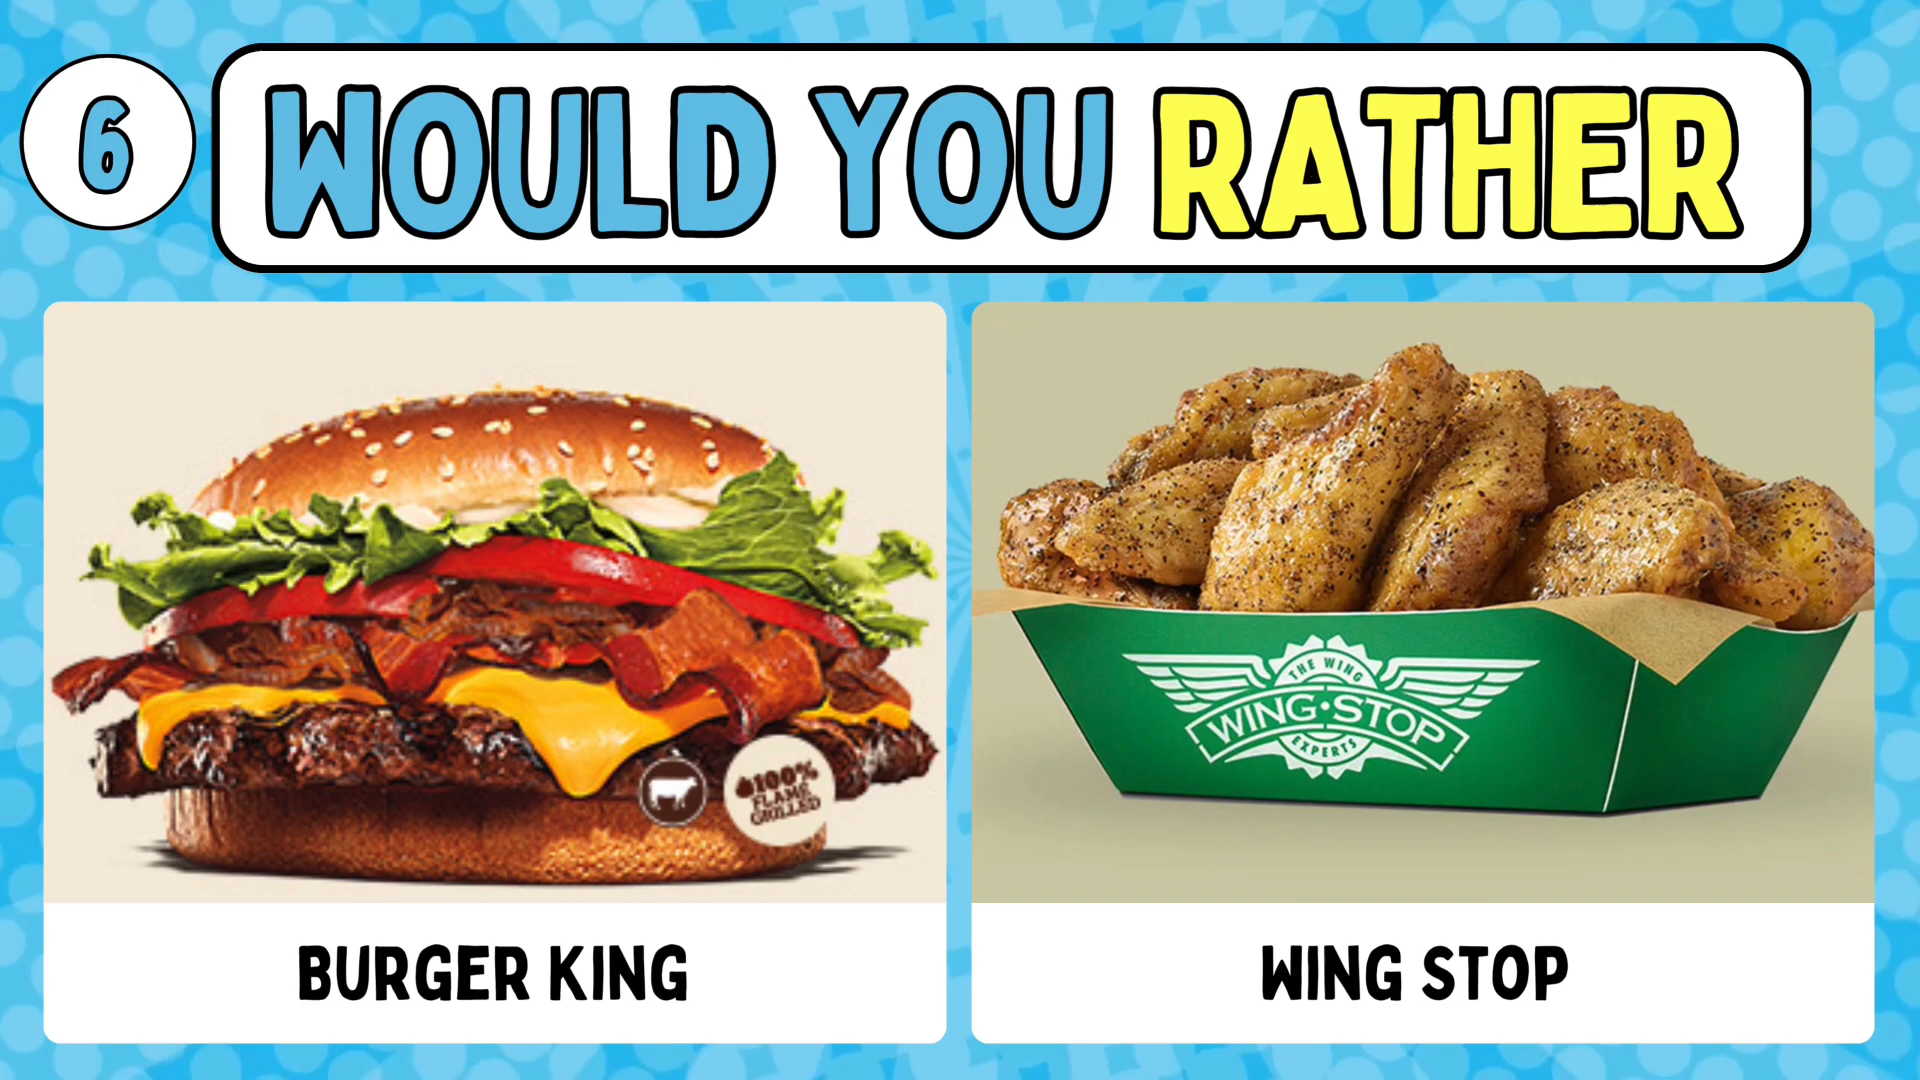 6
WOULD YOU RATHER
100%
FLAME
GRILLED
THE WING
WING•STOP
EXPERTS
BURGER KING
WING STOP